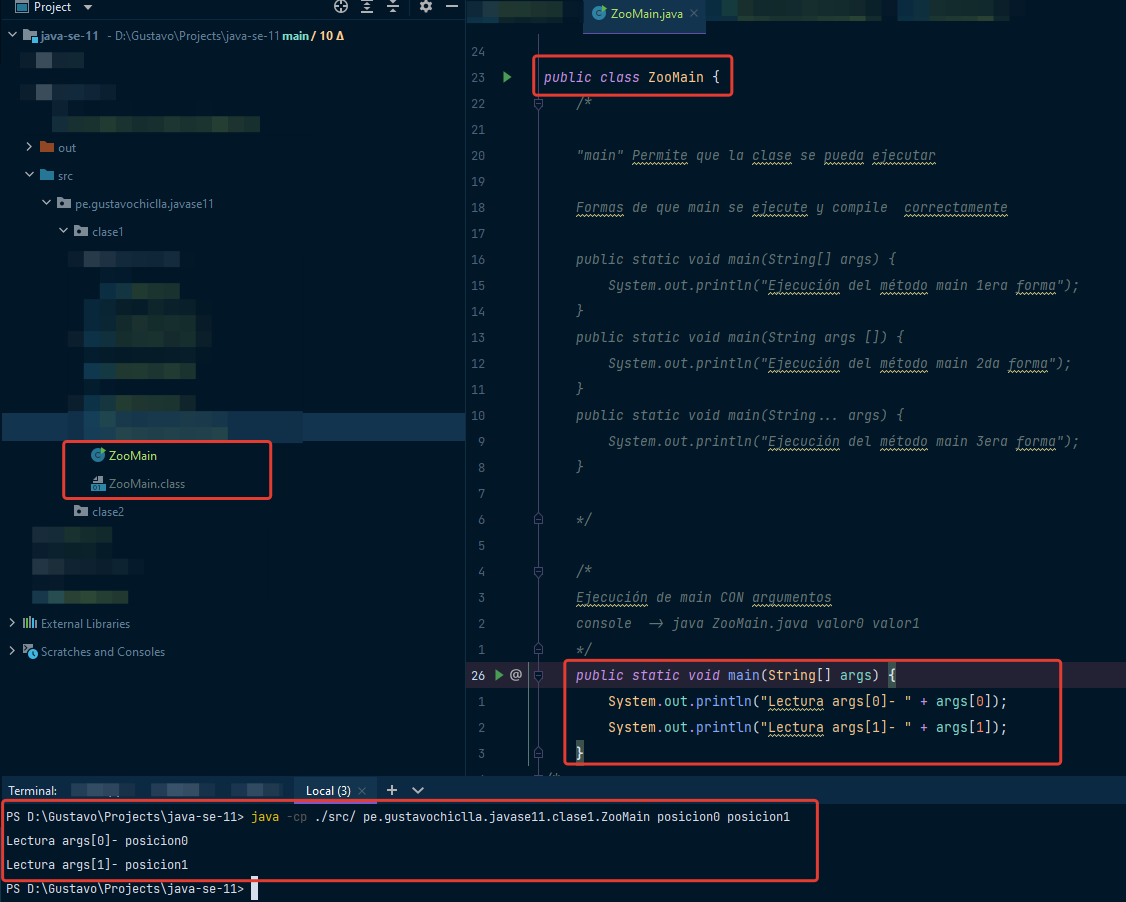 Project
java-se-11 - D:\Gustavo\Projects\java-se-11 main / 10 Δ
out
src
pe.gustavochiclla.javase11
clase1
ZooMain
ZooMain.class
clase2
External Libraries
Scratches and Consoles
ZooMain.java
24
23 public class ZooMain {
22 /*
21
20 "main" Permite que la clase se pueda ejecutar
19
18 Formas de que main se ejecute y compile correctamente
17
16 public static void main(String[] args) {
15 System.out.println("Ejecución del método main 1era forma");
14 }
13 public static void main(String args []) {
12 System.out.println("Ejecución del método main 2da forma");
11 }
10 public static void main(String... args) {
9 System.out.println("Ejecución del método main 3era forma");
8 }
7
6 */
5
4 /*
3 Ejecución de main CON argumentos
2 console -> java ZooMain.java valor0 valor1
1 */
26 @ public static void main(String[] args) {
1 System.out.println("Lectura args[0]- " + args[0]);
2 System.out.println("Lectura args[1]- " + args[1]);
3 }
Terminal: Local (3)
PS D:\Gustavo\Projects\java-se-11> java -cp ./src/ pe.gustavochiclla.javase11.clase1.ZooMain posicion0 posicion1
Lectura args[0]- posicion0
Lectura args[1]- posicion1
PS D:\Gustavo\Projects\java-se-11>